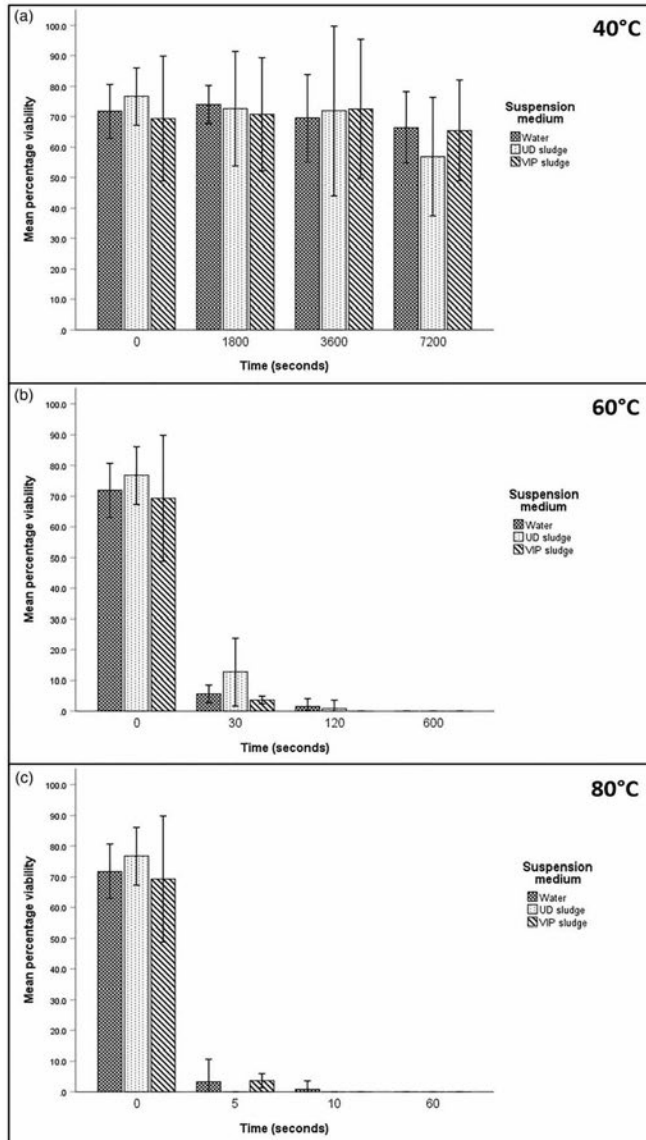 (a)
40°C
100.0
90.0
80.0
70.0
60.0
50.0
40.0
30.0
20.0
10.0
.0
Mean percentage viability
Suspension
medium
Water
UD sludge
VIP sludge
0 1800 3600 7200
Time (seconds)
(b)
60°C
100.0
90.0
80.0
70.0
60.0
50.0
40.0
30.0
20.0
10.0
.0
Mean percentage viability
Suspension
medium
Water
UD sludge
VIP sludge
0 30 120 600
Time (seconds)
(c)
80°C
100.0
90.0
80.0
70.0
60.0
50.0
40.0
30.0
20.0
10.0
.0
Mean percentage viability
Suspension
medium
Water
UD sludge
VIP sludge
0 5 10 60
Time (seconds)